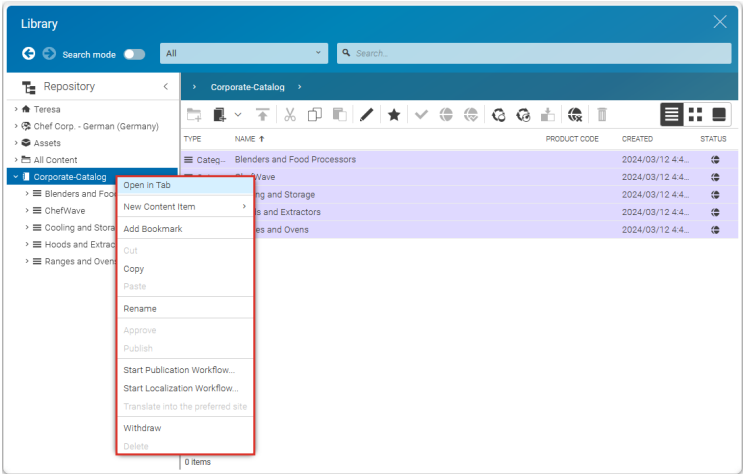 Library
Search mode
All
Search...
Repository
Corporate-Catalog
Teresa
Chef Corp. - German (Germany)
Assets
All Content
Corporate-Catalog
Blenders and Foo
ChefWave
Cooling and Stora
Hoods and Extrac
Ranges and Ovens
TYPE NAME PRODUCT CODE CREATED STATUS
Categ... Blenders and Food Processors 2024/03/12 4:4...
Wave 2024/03/12 4:4...
ng and Storage 2024/03/12 4:4...
s and Extractors 2024/03/12 4:4...
es and Ovens 2024/03/12 4:4...
Open in Tab
New Content Item
Add Bookmark
Cut
Copy
Paste
Rename
Approve
Publish
Start Publication Workflow...
Start Localization Workflow...
Translate into the preferred site
Withdraw
Delete
0 items